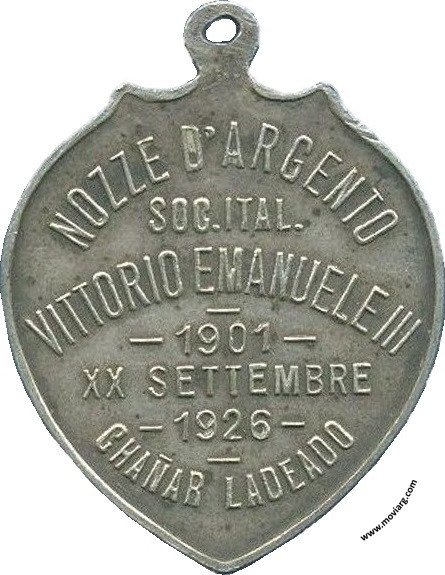 NOZZE D'ARGENTO
SOC.ITAL.
VITTORIO EMANUELE III
— 1901 —
XX SETTEMBRE
— 1926 —
CHAÑAR LADEADO
www.moviarg.com